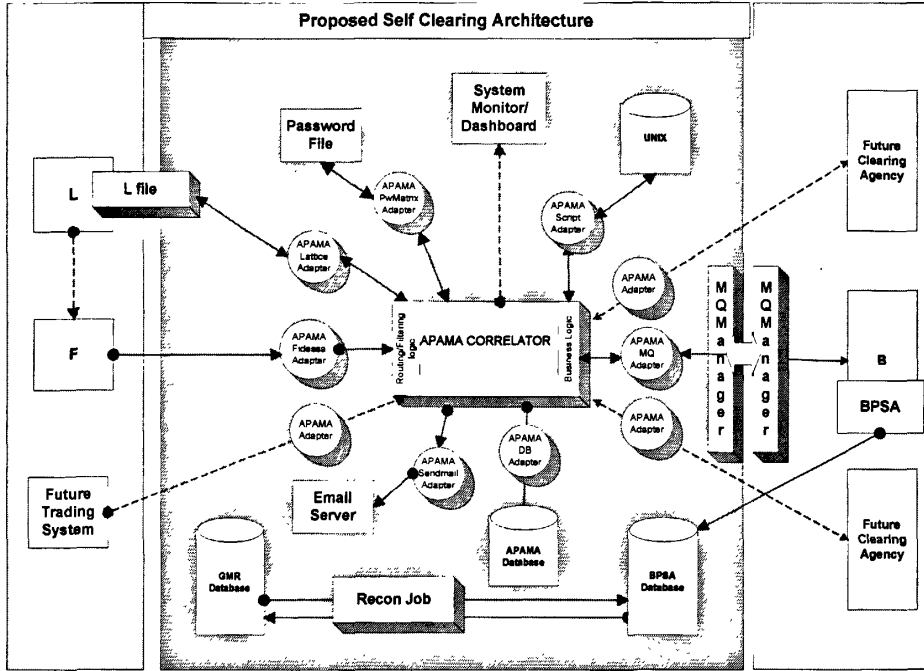 Proposed Self Clearing Architecture
System
Monitor/
Dashboard
Password
File
UNIX
Future
Clearing
Agency
L
L file
APAMA
PwMatrix
Adapter
APAMA
Script
Adapter
APAMA
Lattice
Adapter
APAMA
Adapter
MQManager
MQManager
F
APAMA
Fidessa
Adapter
Routing/Filtering
logic
APAMA CORRELATOR
Business Logic
APAMA
MQ
Adapter
B
BPSA
APAMA
Adapter
APAMA
Sendmail
Adapter
APAMA
DB
Adapter
APAMA
Adapter
Future
Trading
System
Email
Server
Future
Clearing
Agency
GMR
Database
APAMA
Database
BPSA
Database
Recon Job